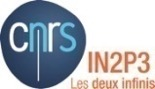 cnrs
IN2P3
Les deux infinis